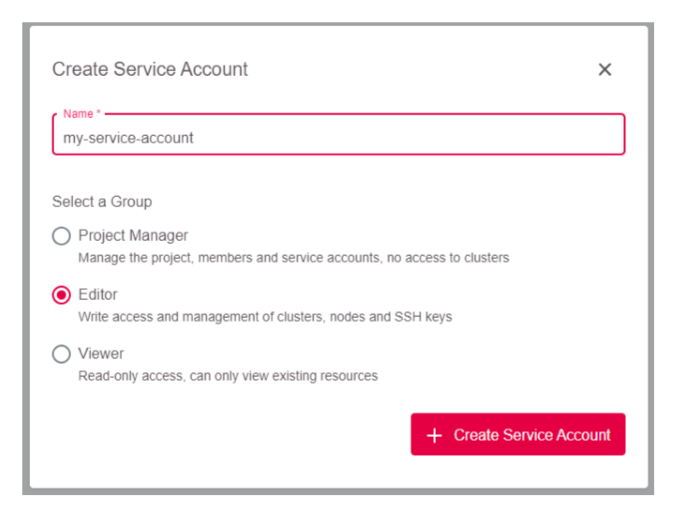 Create Service Account
Name *
my-service-account
Select a Group
Project Manager
Manage the project, members and service accounts, no access to clusters
Editor
Write access and management of clusters, nodes and SSH keys
Viewer
Read-only access, can only view existing resources
+ Create Service Account